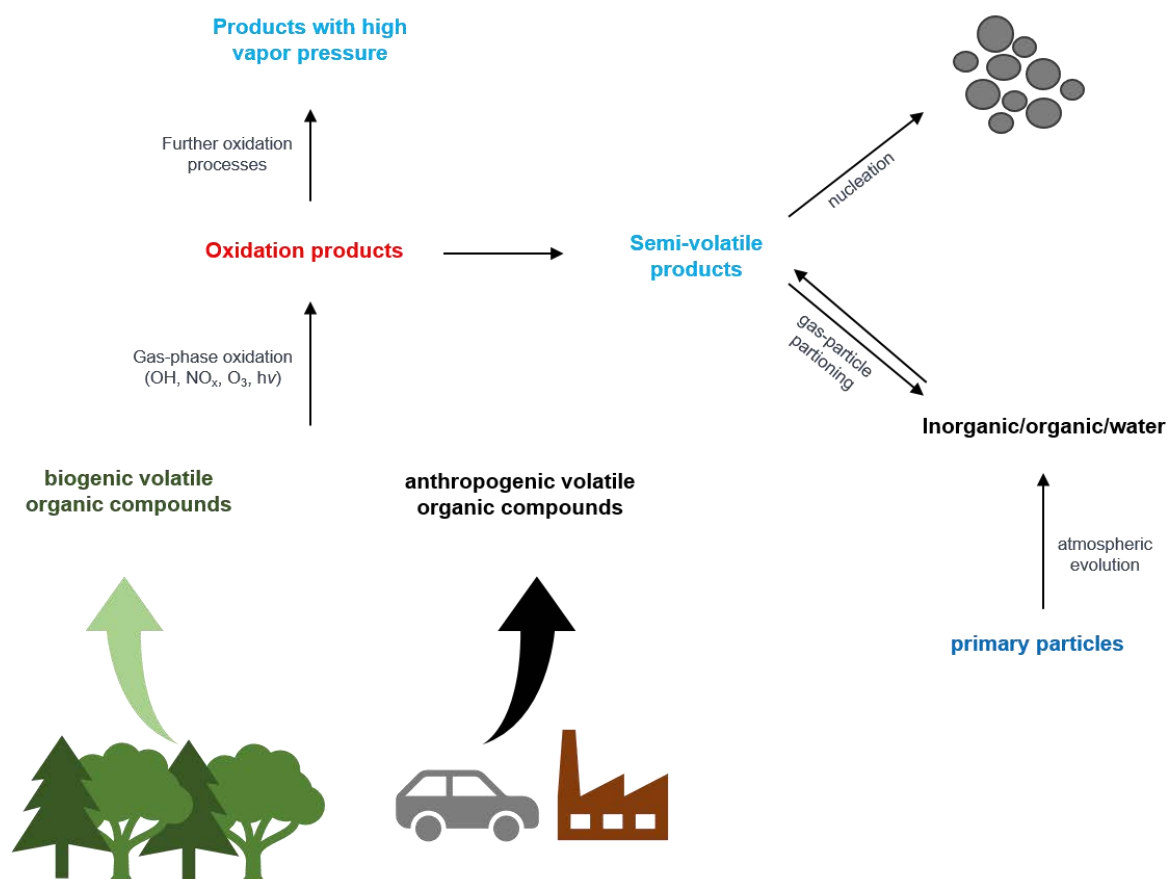 Products with high
vapor pressure
Further oxidation
processes
nucleation
Oxidation products
Semi-volatile
products
Gas-phase oxidation
(OH, NOₓ, O₃, hv)
gas-particle
partioning
Inorganic/organic/water
biogenic volatile
organic compounds
anthropogenic volatile
organic compounds
atmospheric
evolution
primary particles